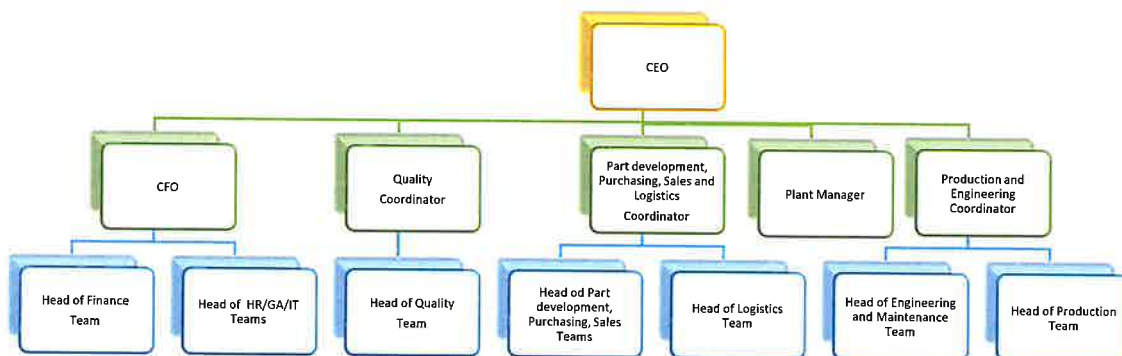 CEO
CFO
Quality
Coordinator
Part development,
Purchasing, Sales and
Logistics
Coordinator
Plant Manager
Production and
Engineering
Coordinator
Head of Finance
Team
Head of HR/GA/IT
Teams
Head of Quality
Team
Head od Part
development,
Purchasing, Sales
Teams
Head of Logistics
Team
Head of Engineering
and Maintenance
Team
Head of Production
Team